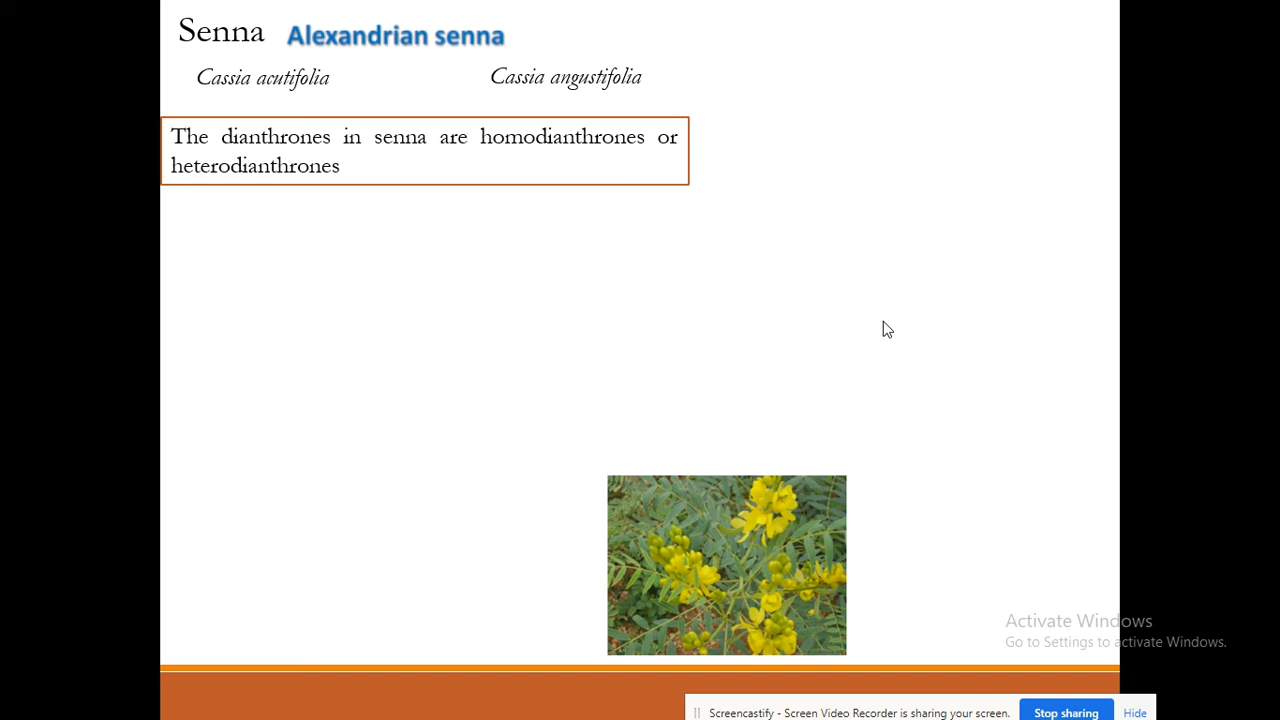 Senna Alexandrian senna
Cassia acutifolia Cassia angustifolia
The dianthrones in senna are homodianthrones or
heterodianthrones
Activate Windows
Go to Settings to activate Windows.
Screencastify - Screen Video Recorder is sharing your screen. Stop sharing Hide